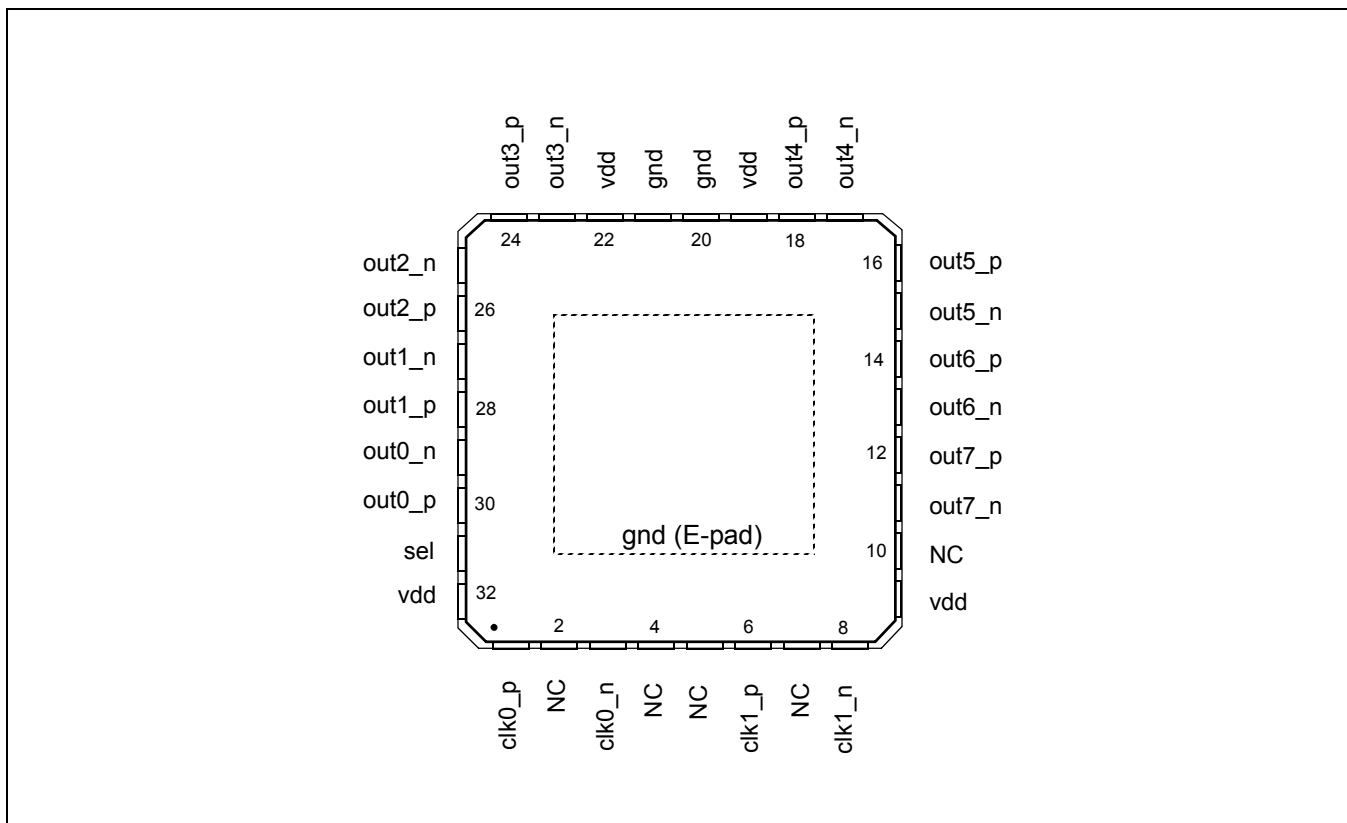 out3_p
out3_n
vdd
gnd
gnd
vdd
out4_p
out4_n
24
22
20
18
16
out2_n
out5_p
out2_p
26
out5_n
out1_n
14
out6_p
out1_p
28
out6_n
out0_n
12
out7_p
out0_p
30
out7_n
gnd (E-pad)
sel
10
NC
vdd
32
vdd
2
4
6
8
clk0_p
NC
clk0_n
NC
NC
clk1_p
NC
clk1_n